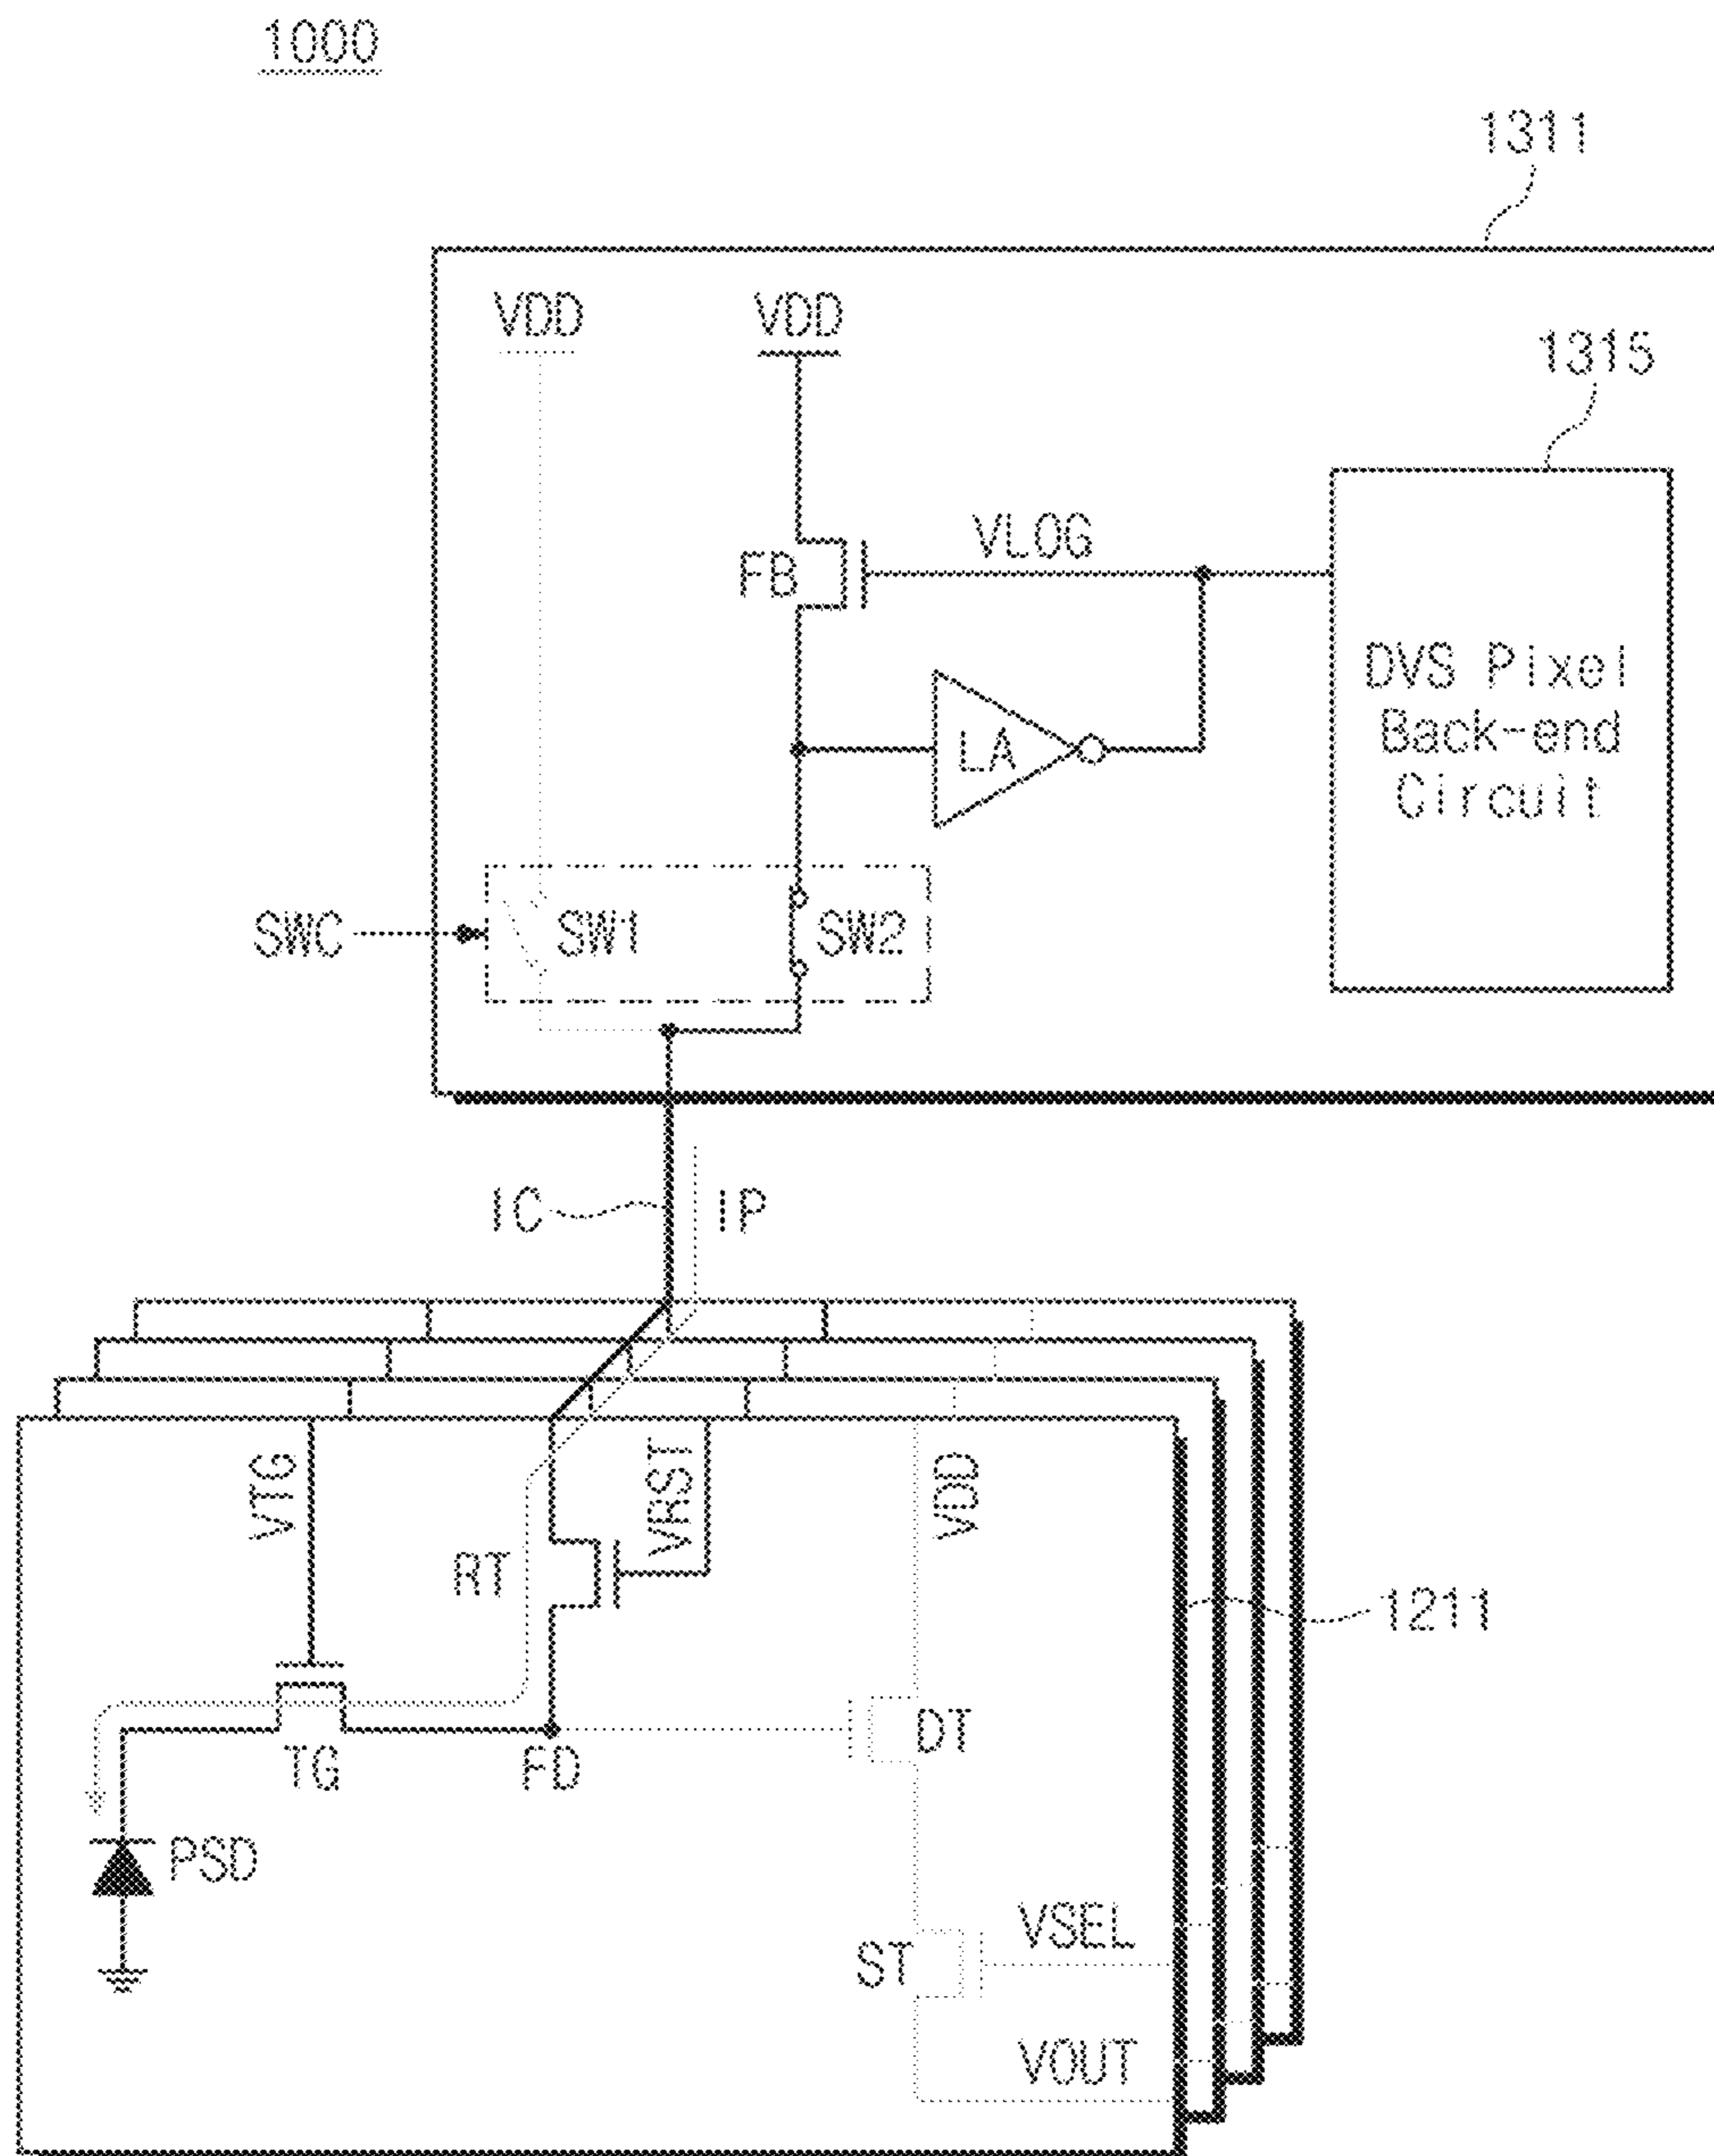 1000
1311
VDD
VDD
1315
FB
VLOG
DVS Pixel
Back-end
Circuit
LA
SWC
SW1
SW2
IC
IP
VTG
VRST
VDD
RT
1211
TG
FD
DT
PSD
VSEL
ST
VOUT